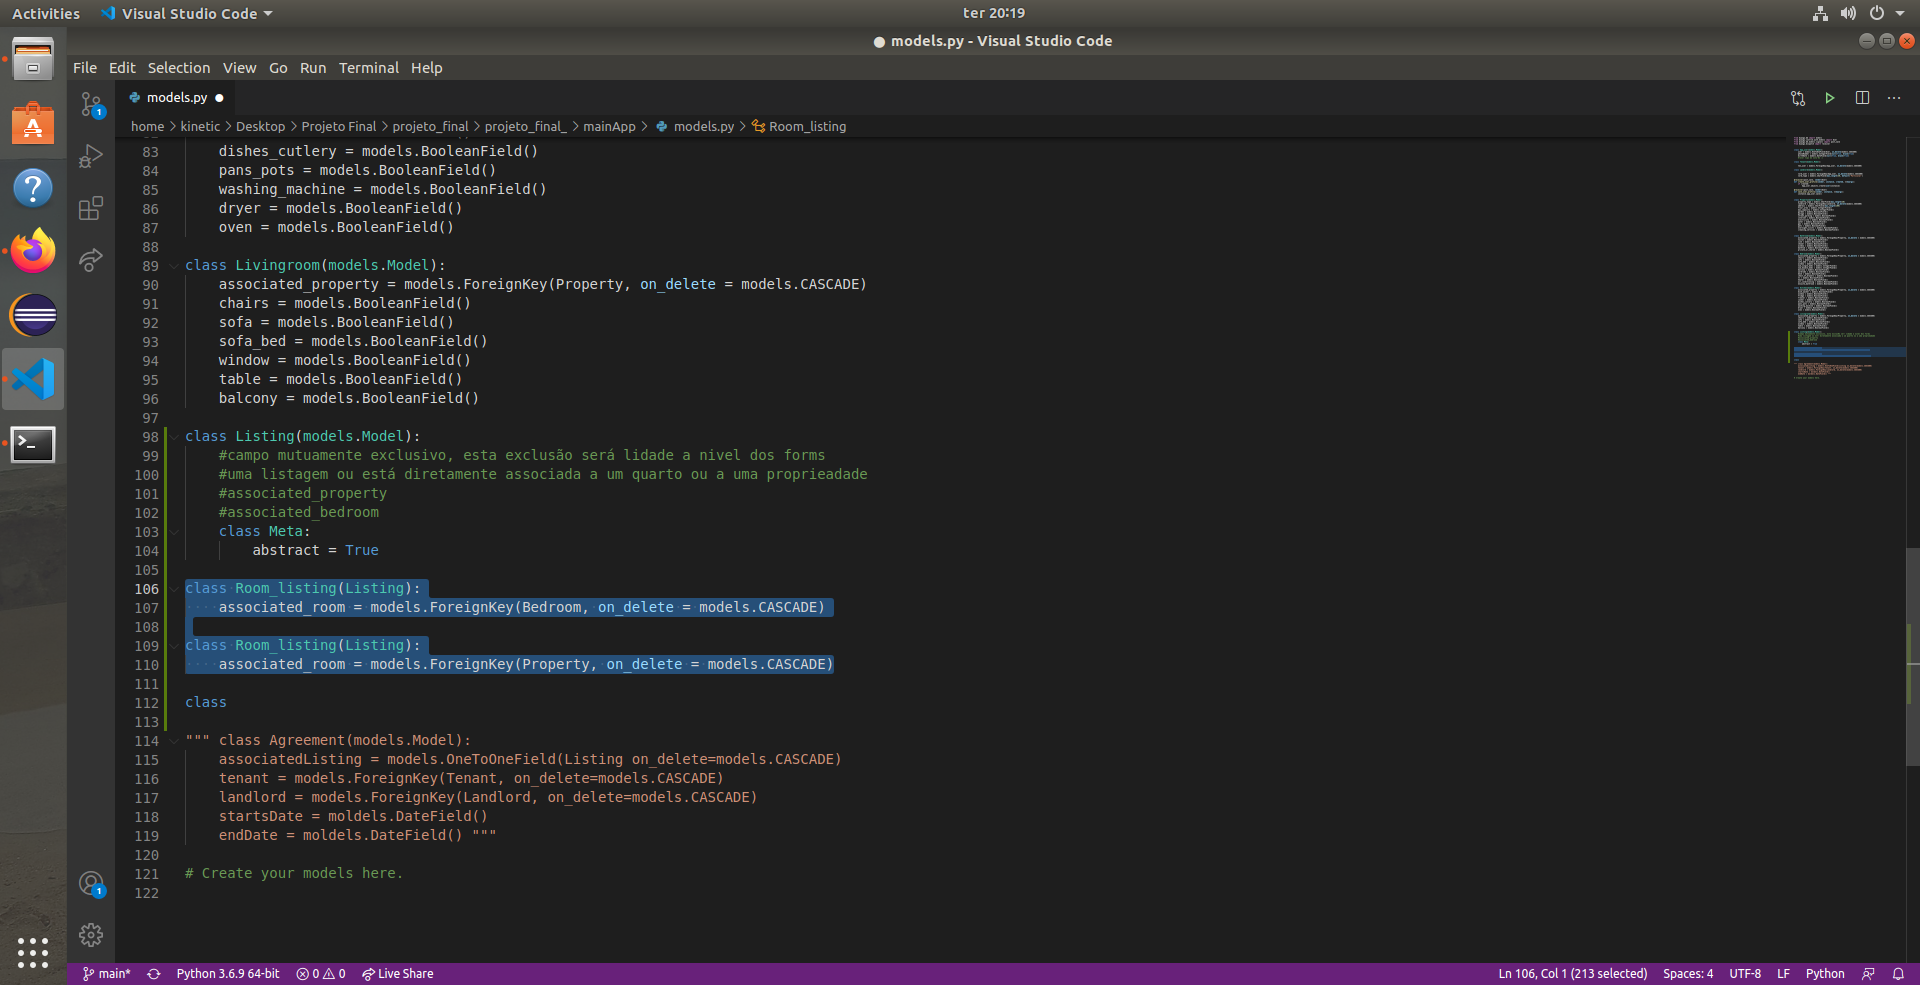 Activities
Visual Studio Code
ter 20:19
● models.py - Visual Studio Code
File Edit Selection View Go Run Terminal Help
models.py ●
home > kinetic > Desktop > Projeto Final > projeto_final > projeto_final_ > mainApp > models.py > Room_listing
83     dishes_cutlery = models.BooleanField()
84     pans_pots = models.BooleanField()
85     washing_machine = models.BooleanField()
86     dryer = models.BooleanField()
87     oven = models.BooleanField()
88
89 class Livingroom(models.Model):
90     associated_property = models.ForeignKey(Property, on_delete = models.CASCADE)
91     chairs = models.BooleanField()
92     sofa = models.BooleanField()
93     sofa_bed = models.BooleanField()
94     window = models.BooleanField()
95     table = models.BooleanField()
96     balcony = models.BooleanField()
97
98 class Listing(models.Model):
99     #campo mutuamente exclusivo, esta exclusão será lidade a nivel dos forms
100     #uma listagem ou está diretamente associada a um quarto ou a uma proprieadade
101     #associated_property
102     #associated_bedroom
103     class Meta:
104         abstract = True
105
106 class Room_listing(Listing):
107     associated_room = models.ForeignKey(Bedroom, on_delete = models.CASCADE)
108
109 class Room_listing(Listing):
110     associated_room = models.ForeignKey(Property, on_delete = models.CASCADE)
111
112 class
113
114 """ class Agreement(models.Model):
115     associatedListing = models.OneToOneField(Listing on_delete=models.CASCADE)
116     tenant = models.ForeignKey(Tenant, on_delete=models.CASCADE)
117     landlord = models.ForeignKey(Landlord, on_delete=models.CASCADE)
118     startsDate = moldels.DateField()
119     endDate = moldels.DateField() """
120
121 # Create your models here.
122
1
1
main* Python 3.6.9 64-bit 0 0 Live Share Ln 106, Col 1 (213 selected) Spaces: 4 UTF-8 LF Python